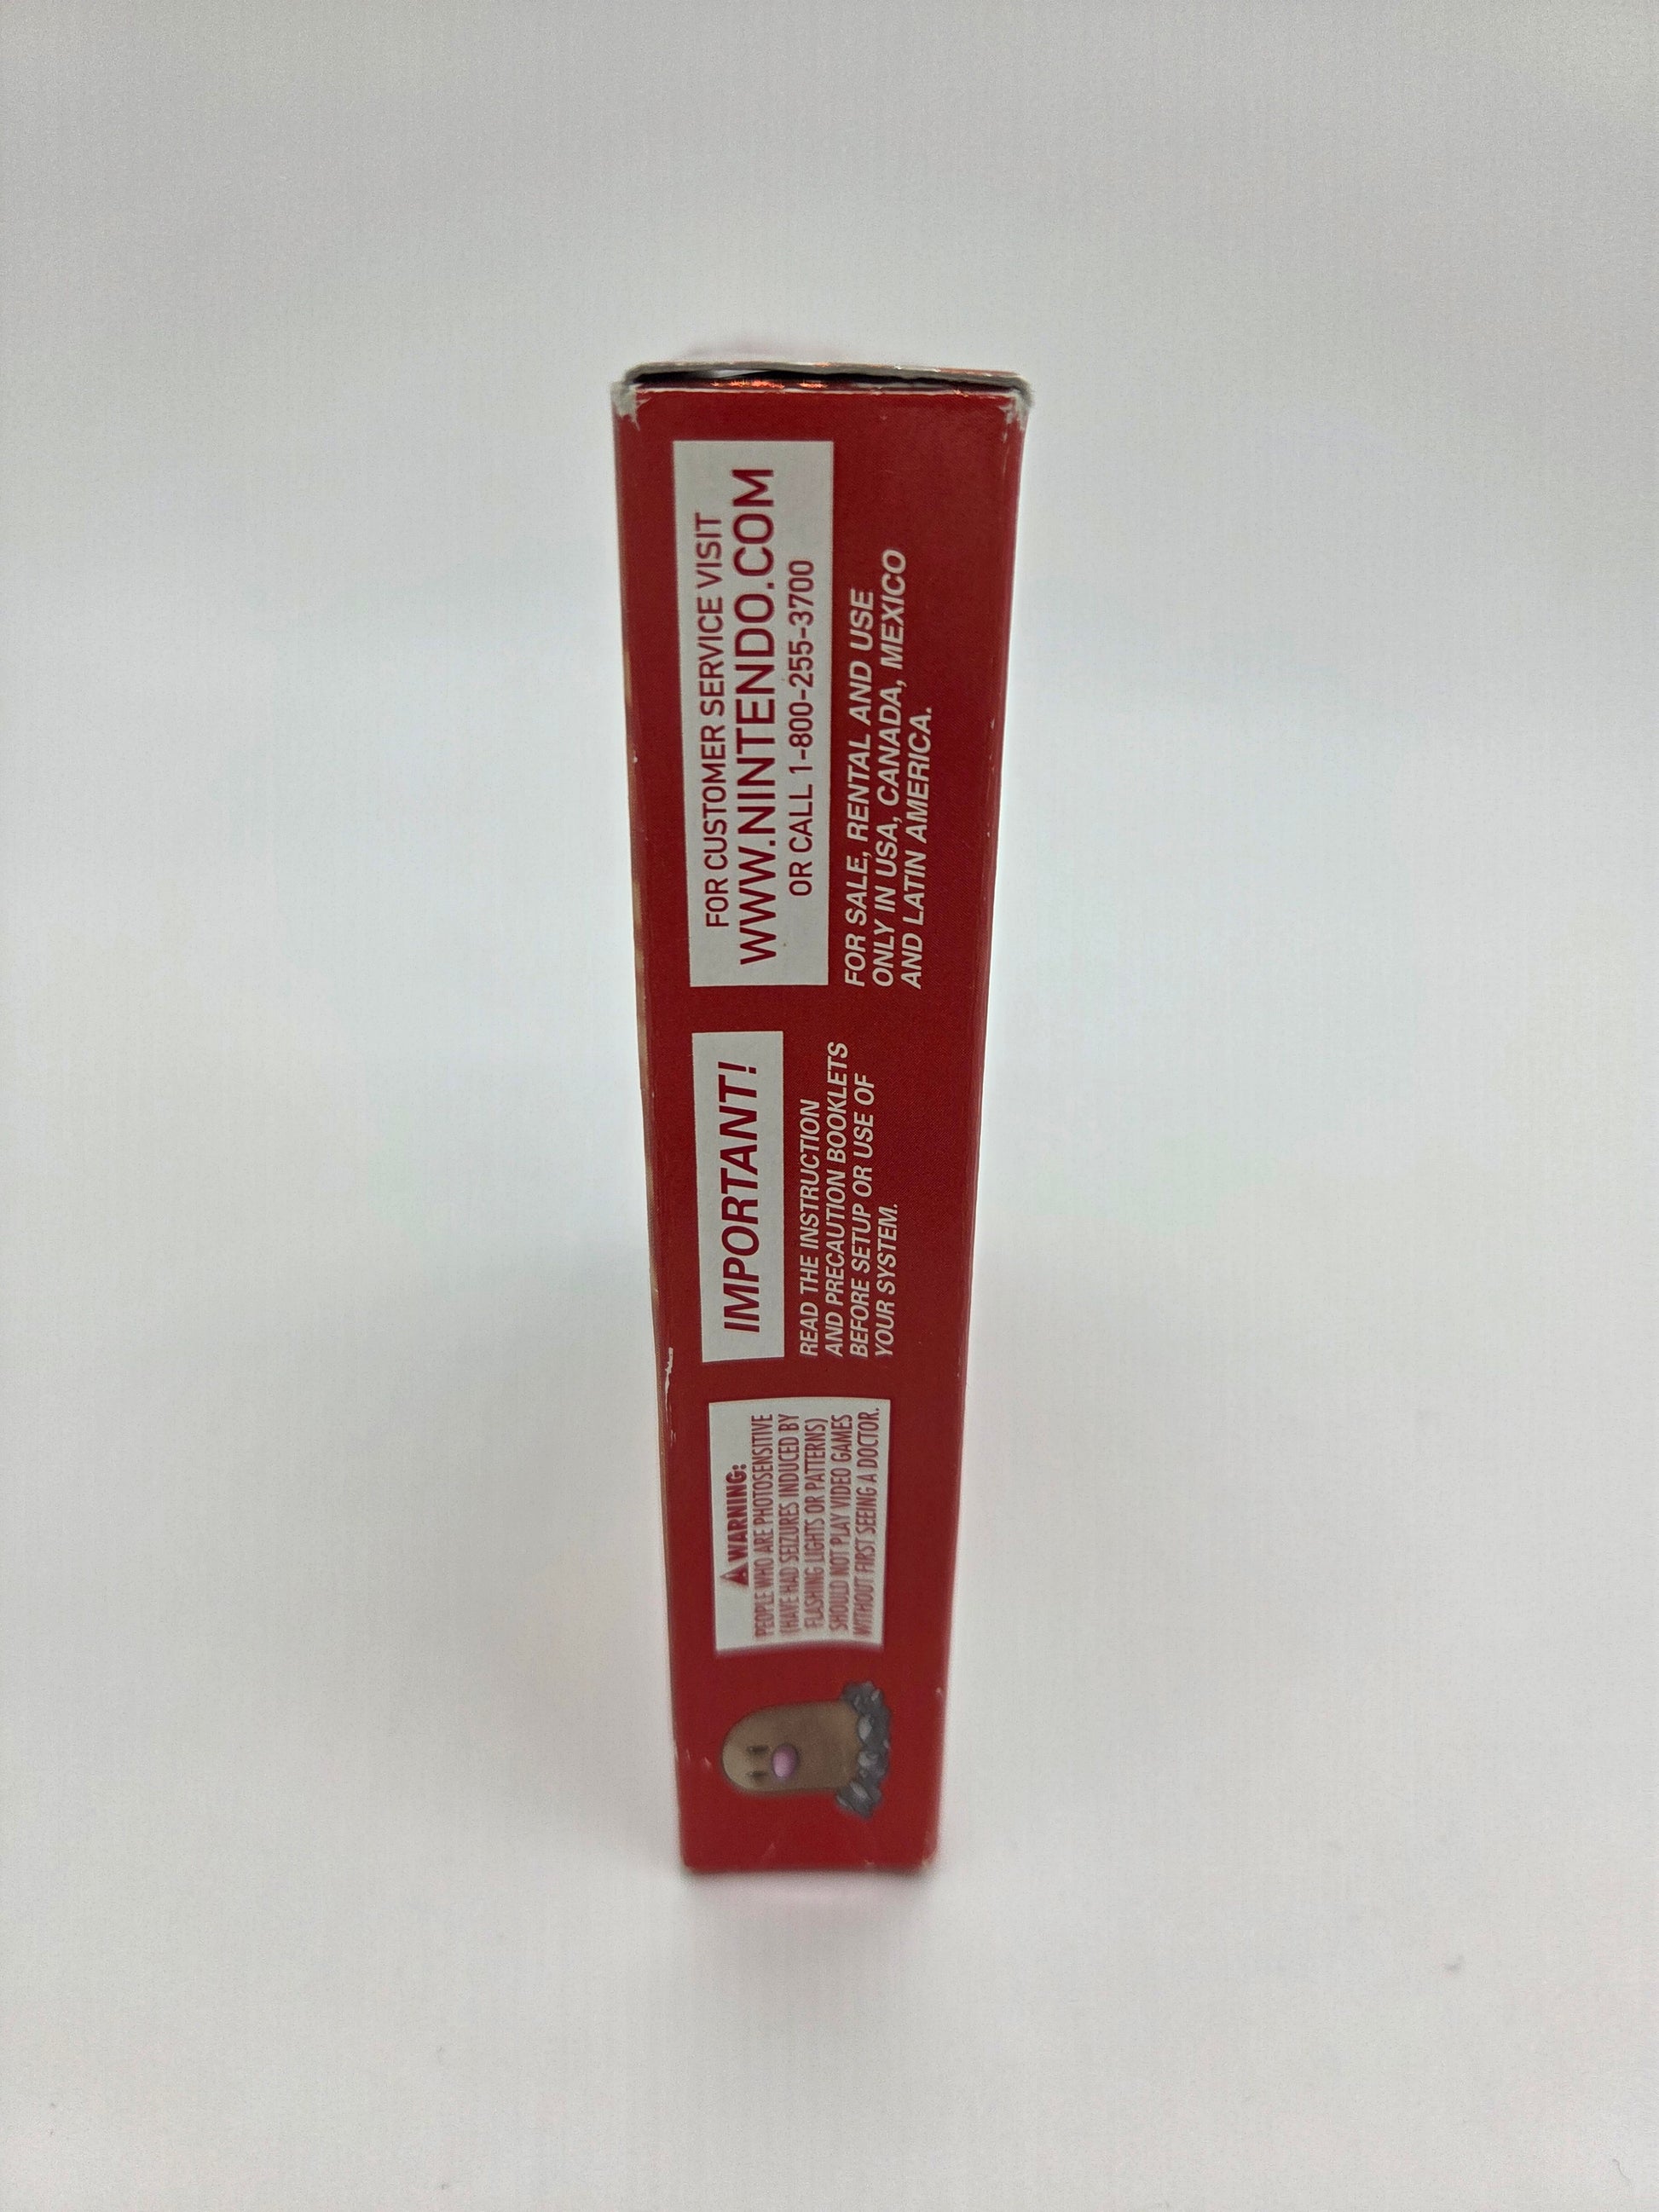 ⚠ WARNING:
PEOPLE WHO ARE PHOTOSENSITIVE
(HAVE HAD SEIZURES INDUCED BY
FLASHING LIGHTS OR PATTERNS)
SHOULD NOT PLAY VIDEO GAMES
WITHOUT FIRST SEEING A DOCTOR.
IMPORTANT!
READ THE INSTRUCTION
AND PRECAUTION BOOKLETS
BEFORE SETUP OR USE OF
YOUR SYSTEM.
FOR CUSTOMER SERVICE VISIT
WWW.NINTENDO.COM
OR CALL 1-800-255-3700
FOR SALE, RENTAL AND USE
ONLY IN USA, CANADA, MEXICO
AND LATIN AMERICA.